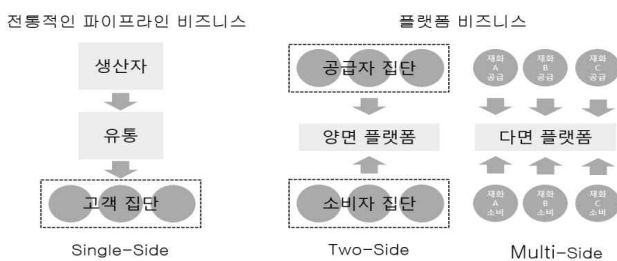 전통적인 파이프라인 비즈니스
플랫폼 비즈니스
생산자
유통
고객 집단
Single-Side
공급자 집단
양면 플랫폼
소비자 집단
Two-Side
재화
A
공급
재화
B
공급
재화
C
공급
다면 플랫폼
재화
A
소비
재화
B
소비
재화
C
소비
Multi-Side